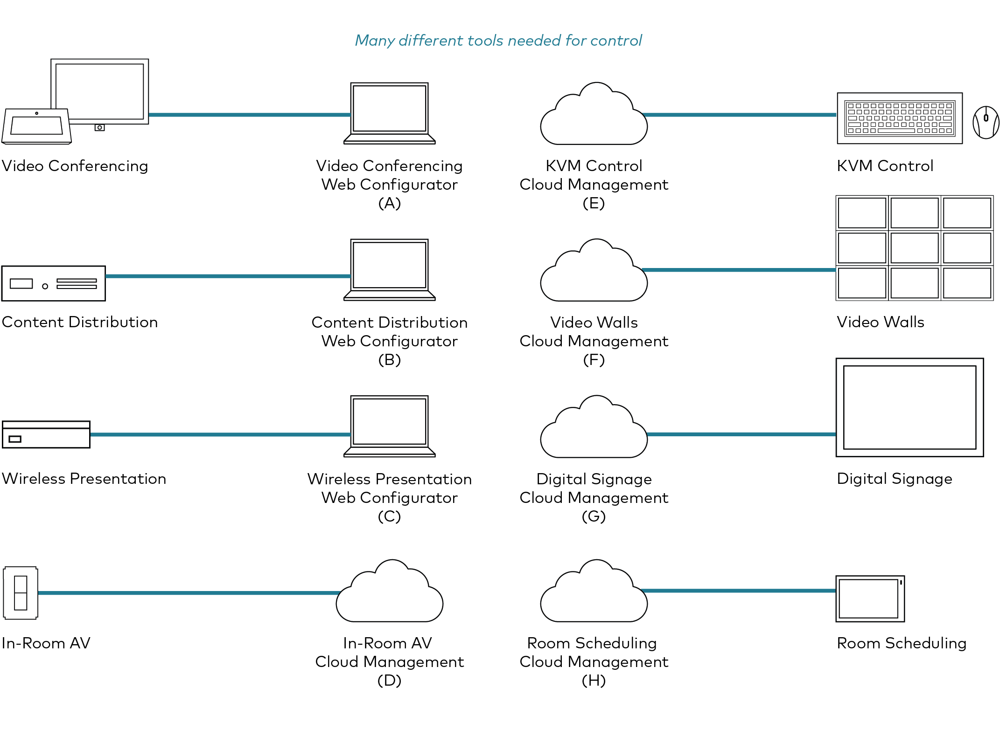 Many different tools needed for control
Video Conferencing
Video Conferencing
Web Configurator
(A)
KVM Control
Cloud Management
(E)
KVM Control
Content Distribution
Content Distribution
Web Configurator
(B)
Video Walls
Cloud Management
(F)
Video Walls
Wireless Presentation
Wireless Presentation
Web Configurator
(C)
Digital Signage
Cloud Management
(G)
Digital Signage
In-Room AV
In-Room AV
Cloud Management
(D)
Room Scheduling
Cloud Management
(H)
Room Scheduling